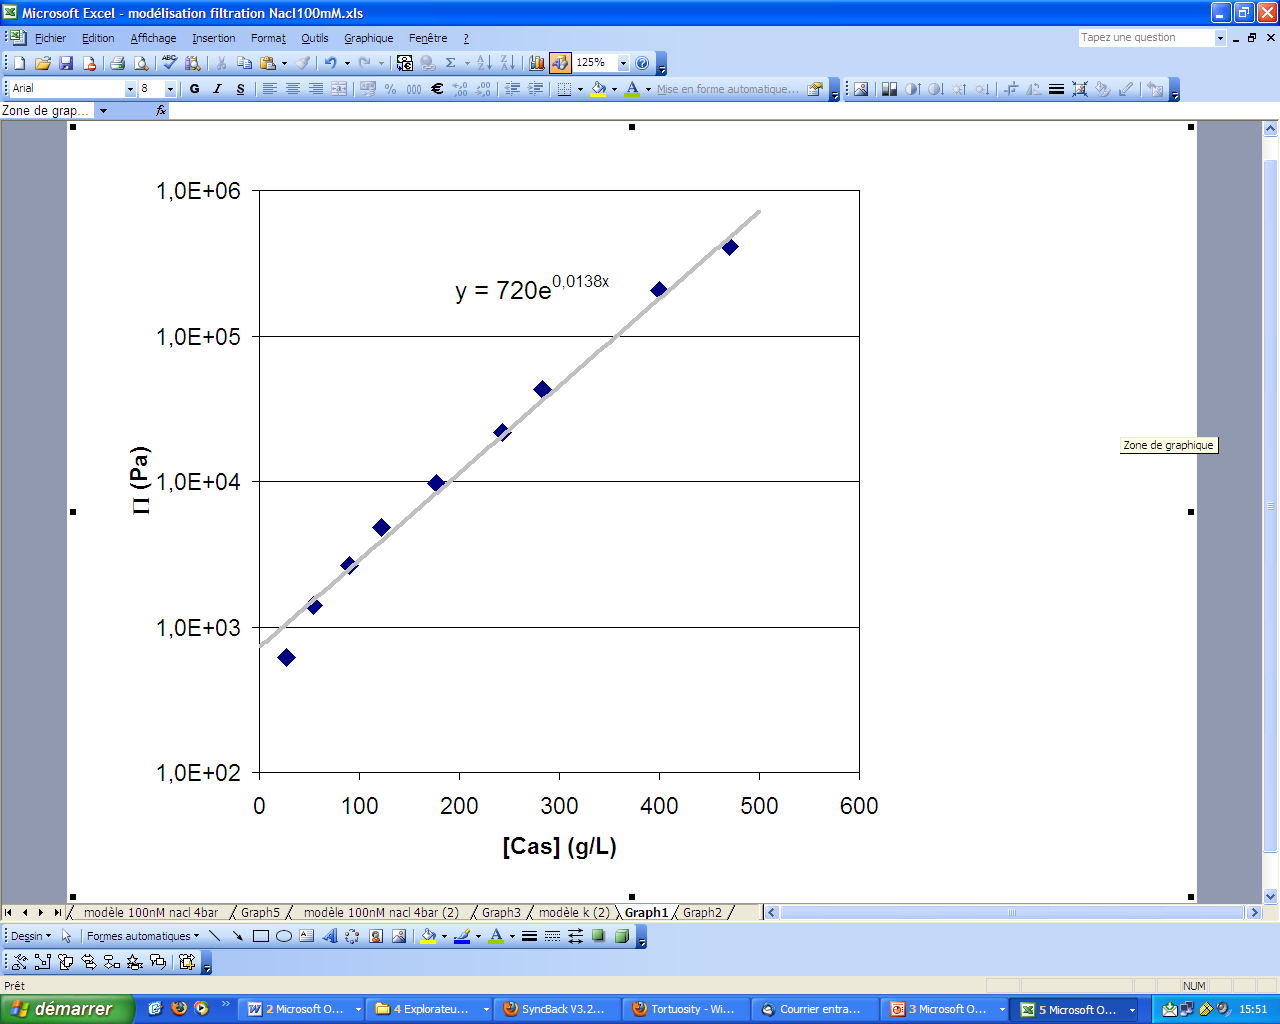 Microsoft Excel - modélisation filtration Nacl100mM.xls
Fichier Edition Affichage Insertion Format Outils Graphique Fenêtre ? Tapez une question
125%
Arial 8 G I S % 000 € Mise en forme automatique...
Zone de grap... fx
1,0E+06
y = 720e^0,0138x
1,0E+05
Zone de graphique
Π (Pa)
1,0E+04
1,0E+03
1,0E+02
0 100 200 300 400 500 600
[Cas] (g/L)
modèle 100nM nacl 4bar Graph5 modèle 100nM nacl 4bar (2) Graph3 modèle k (2) Graph1 Graph2
Dessin Formes automatiques
Prêt NUM
démarrer 2 Microsoft O... 4 Explorateu... SyncBack V3.2... Tortuosity - Wi... Courrier entra... 3 Microsoft O... 5 Microsoft O... 15:51